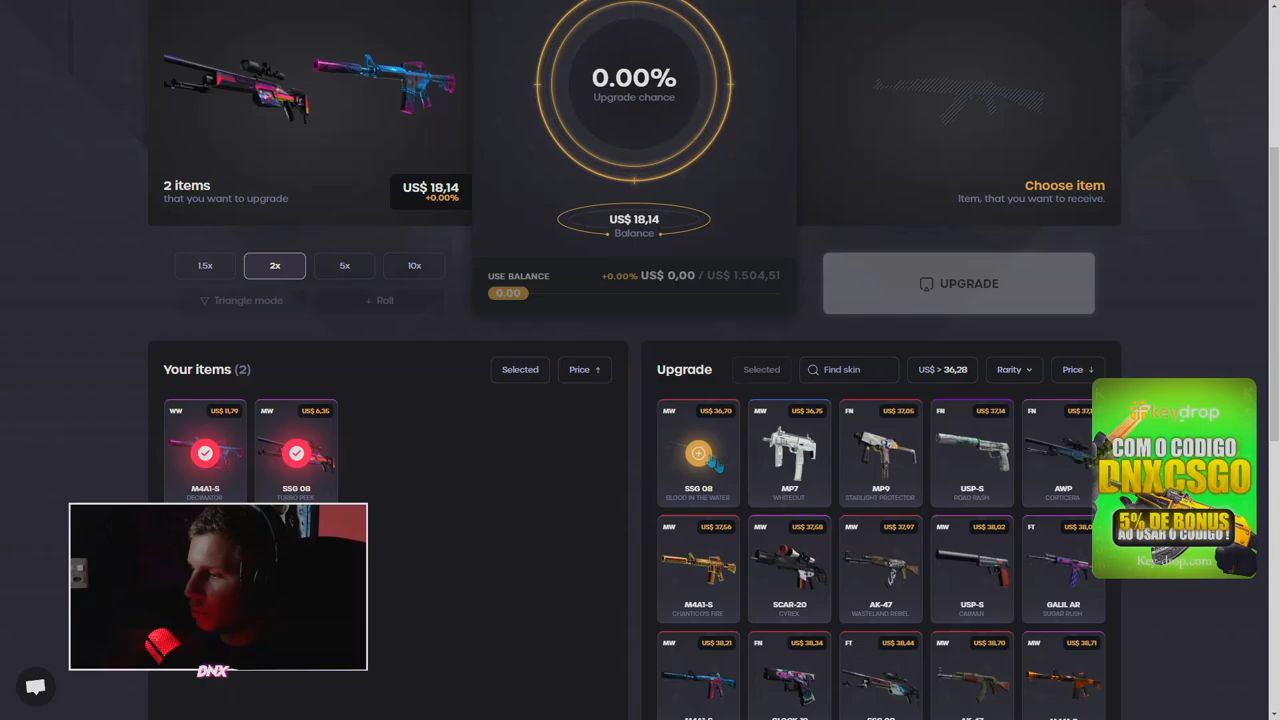 0.00%
Upgrade chance
2 items
that you want to upgrade
US$ 18,14
+0.00%
Choose item
Item, that you want to receive.
US$ 18,14
Balance
1.5x
2x
5x
10x
Triangle mode
Roll
USE BALANCE
+0.00% US$ 0,00 / US$ 1.504,51
0.00
UPGRADE
Your items (2)
Selected
Price
Upgrade
Selected
Find skin
US$ > 36,28
Rarity
Price
WW
US$ 11,79
M4A1-S
DECIMATOR
MW
US$ 6,35
SSG 08
TURBO PEEK
MW
US$ 36,70
SSG 08
BLOOD IN THE WATER
MW
US$ 36,75
MP7
WHITEOUT
FN
US$ 37,05
MP9
STARLIGHT PROTECTOR
FN
US$ 37,14
USP-S
ROAD RASH
FN
AWP
CORTICERA
MW
US$ 37,56
M4A1-S
CHANTICO'S FIRE
MW
US$ 37,58
SCAR-20
CYREX
MW
US$ 37,97
AK-47
WASTELAND REBEL
MW
US$ 38,02
USP-S
CAIMAN
FT
GALIL AR
SUGAR RUSH
MW
US$ 38,21
FN
US$ 38,34
FT
US$ 38,44
MW
US$ 38,70
MW
US$ 38,71
keydrop
COM O CODIGO
DNXCSGO
5% DE BONUS
AO USAR O CODIGO !
Key-drop.com
DNX